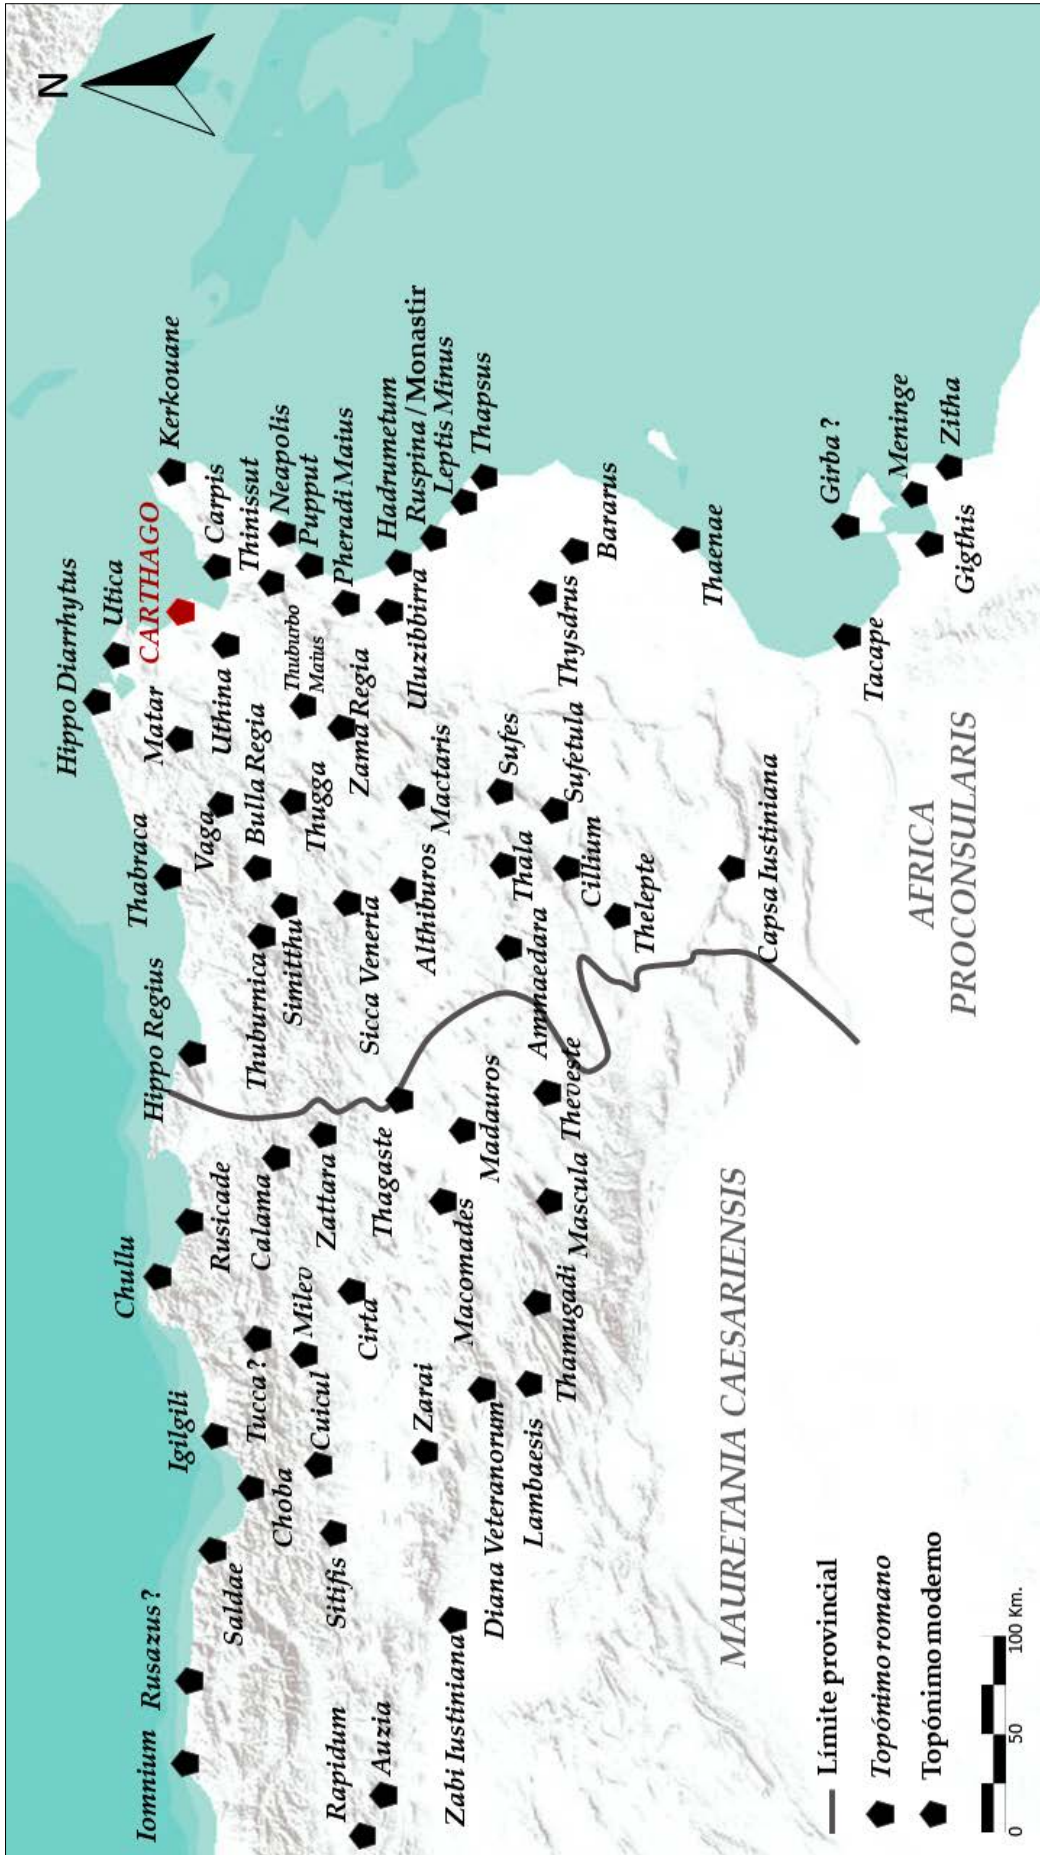 N
Hippo Diarrhytus
Utica
CARTHAGO
Kerkouane
Matar
Carpis
Uthina
Thinissut
Neapolis
Thabraca
Vaga
Bulla Regia
Thuburbo
Maius
Pupput
Pheradi Maius
Hippo Regius
Thuburnica
Simitthu
Thugga
Zama Regia
Hadrumetum
Ruspina / Monastir
Leptis Minus
Thapsus
Uluzibbirra
Sicca Veneria
Althiburos
Mactaris
Chullu
Rusicade
Calama
Zattara
Thagaste
Madauros
Ammaedara
Thala
Sufes
Sufetula
Cillium
Thelepte
Thysdrus
Bararus
Thaenae
Igilgili
Tucca ?
Milev
Cirta
Macomades
Mascula
Theveste
Capsa Iustiniana
Tacape
Girba ?
Meninge
Gigthis
Zitha
Iomnium
Rusazus ?
Saldae
Choba
Cuicul
Sitifis
Zarai
Diana Veteranorum
Lambaesis
Thamugadi
Rapidum
Auzia
Zabi Iustiniana
MAURETANIA CAESARIENSIS
AFRICA
PROCONSULARIS
Límite provincial
Topónimo romano
Topónimo moderno
0 50 100 Km.